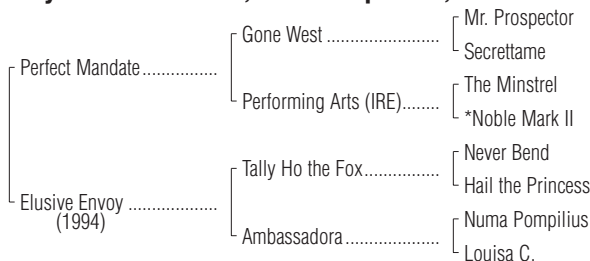 Mr. Prospector
Gone West
Secrettame
Perfect Mandate
The Minstrel
Performing Arts (IRE)
*Noble Mark II
Never Bend
Tally Ho the Fox
Hail the Princess
Elusive Envoy
(1994)
Numa Pompilius
Ambassadora
Louisa C.